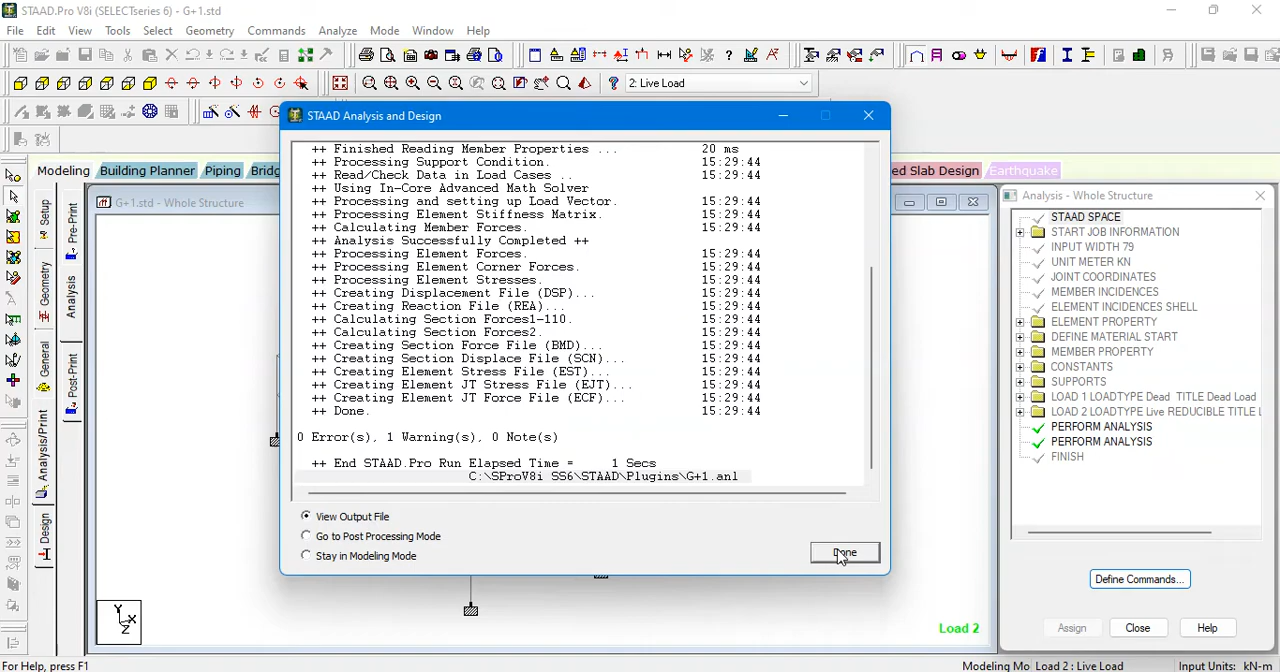 STAAD.Pro V8i (SELECTseries 6) - G+1.std
File Edit View Tools Select Geometry Commands Analyze Mode Window Help
2: Live Load
Modeling Building Planner Piping
ed Slab Design Earthquake
STAAD Analysis and Design
++ Finished Reading Member Properties ... 20 ms
++ Processing Support Condition. 15:29:44
++ Read/Check Data in Load Cases .. 15:29:44
++ Using In-Core Advanced Math Solver
++ Processing and setting up Load Vector. 15:29:44
++ Processing Element Stiffness Matrix. 15:29:44
++ Calculating Member Forces. 15:29:44
++ Analysis Successfully Completed ++
++ Processing Element Forces. 15:29:44
++ Processing Element Corner Forces. 15:29:44
++ Processing Element Stresses. 15:29:44
++ Creating Displacement File (DSP)... 15:29:44
++ Creating Reaction File (REA)... 15:29:44
++ Calculating Section Forces1-110. 15:29:44
++ Calculating Section Forces2. 15:29:44
++ Creating Section Force File (BMD)... 15:29:44
++ Creating Section Displace File (SCN)... 15:29:44
++ Creating Element Stress File (EST)... 15:29:44
++ Creating Element JT Stress File (EJT)... 15:29:44
++ Creating Element JT Force File (ECF)... 15:29:44
++ Done. 15:29:44
0 Error(s), 1 Warning(s), 0 Note(s)
++ End STAAD.Pro Run Elapsed Time = 1 Secs
C:\SProV8i SS6\STAAD\Plugins\G+1.anl
View Output File
Go to Post Processing Mode
Stay in Modeling Mode
Done
G+1.std - Whole Structure
Setup
Geometry
General
Analysis/Print
Design
Pre-Print
Analysis
Post-Print
Y
X
Z
Load 2
Analysis - Whole Structure
STAAD SPACE
START JOB INFORMATION
INPUT WIDTH 79
UNIT METER KN
JOINT COORDINATES
MEMBER INCIDENCES
ELEMENT INCIDENCES SHELL
ELEMENT PROPERTY
DEFINE MATERIAL START
MEMBER PROPERTY
CONSTANTS
SUPPORTS
LOAD 1 LOADTYPE Dead TITLE Dead Load
LOAD 2 LOADTYPE Live REDUCIBLE TITLE L
PERFORM ANALYSIS
PERFORM ANALYSIS
FINISH
Define Commands...
Assign Close Help
For Help, press F1
Modeling Mo Load 2 : Live Load Input Units: kN-m